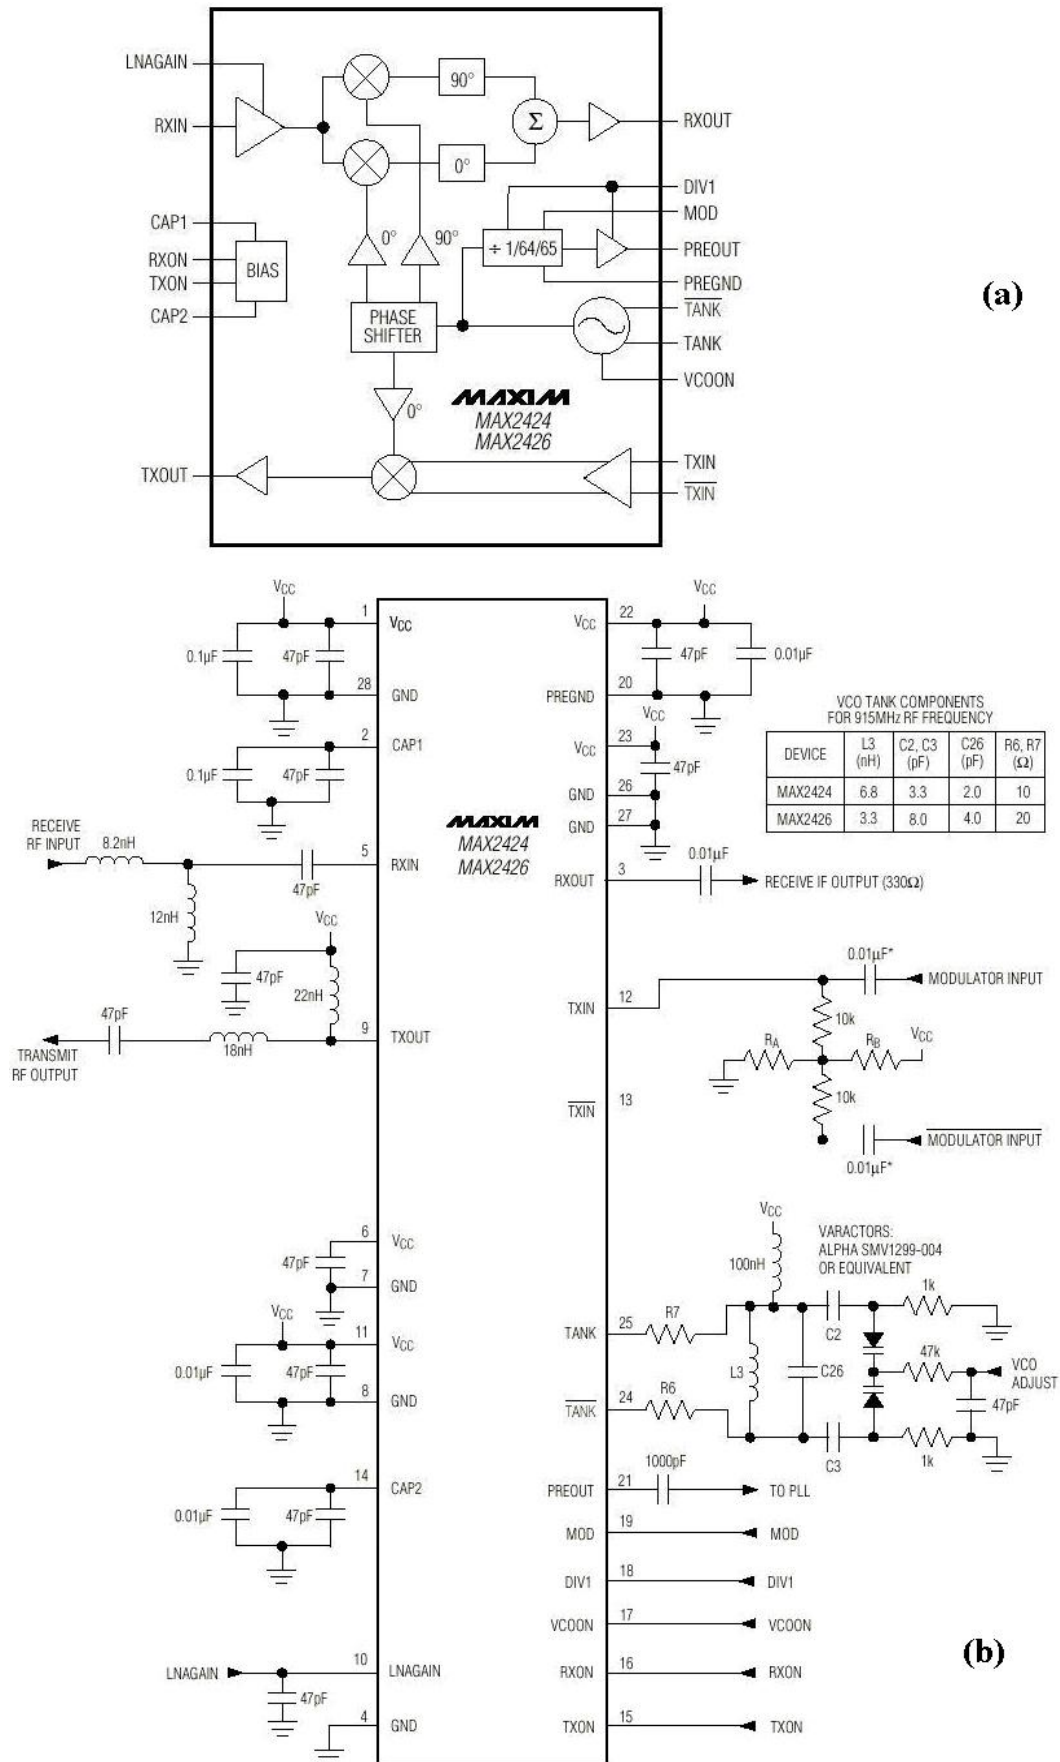 LNAGAIN
RXIN
CAP1
RXON
TXON
CAP2
TXOUT
90°
0°
Σ
0°
90°
BIAS
PHASE
SHIFTER
0°
÷ 1/64/65
MAXIM
MAX2424
MAX2426
RXOUT
DIV1
MOD
PREOUT
PREGND
TANK
TANK
VCOON
TXIN
TXIN
(a)
VCC
1
VCC
0.1µF
47pF
28
GND
2
CAP1
0.1µF
47pF
RECEIVE
RF INPUT
8.2nH
5
RXIN
47pF
12nH
VCC
47pF
22nH
47pF
9
TXOUT
18nH
TRANSMIT
RF OUTPUT
6
VCC
47pF
7
GND
VCC
11
VCC
0.01µF
47pF
8
GND
14
CAP2
0.01µF
47pF
LNAGAIN
10
LNAGAIN
47pF
4
GND
MAXIM
MAX2424
MAX2426
VCC
22
VCC
47pF
0.01µF
20
PREGND
VCC
23
VCC
47pF
26
GND
27
GND
VCO TANK COMPONENTS
FOR 915MHz RF FREQUENCY
DEVICE L3 (nH) C2, C3 (pF) C26 (pF) R6, R7 (Ω)
MAX2424 6.8 3.3 2.0 10
MAX2426 3.3 8.0 4.0 20
0.01µF
RXOUT
3
RECEIVE IF OUTPUT (330Ω)
0.01µF*
MODULATOR INPUT
TXIN
12
10k
RA
RB
VCC
10k
TXIN
13
MODULATOR INPUT
0.01µF*
VCC
100nH
VARACTORS:
ALPHA SMV1299-004
OR EQUIVALENT
1k
TANK
25
R7
C2
L3
C26
47k
VCO
ADJUST
47pF
TANK
24
R6
C3
1k
1000pF
PREOUT
21
TO PLL
MOD
19
MOD
DIV1
18
DIV1
VCOON
17
VCOON
RXON
16
RXON
TXON
15
TXON
(b)